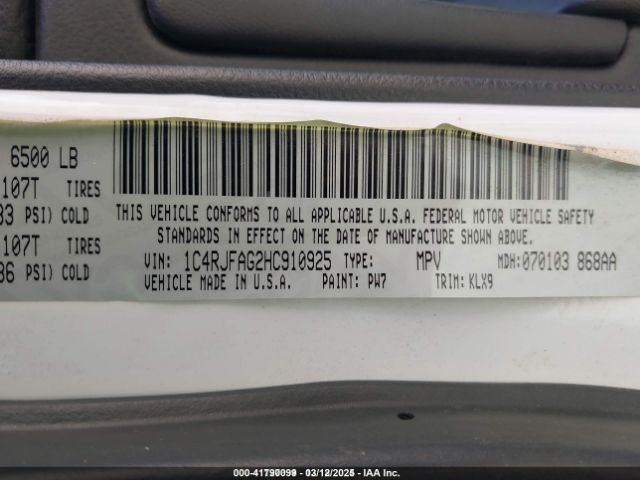 6500 LB
107T TIRES
33 PSI) COLD
107T TIRES
36 PSI) COLD
THIS VEHICLE CONFORMS TO ALL APPLICABLE U.S.A. FEDERAL MOTOR VEHICLE SAFETY
STANDARDS IN EFFECT ON THE DATE OF MANUFACTURE SHOWN ABOVE.
VIN: 1C4RJFAG2HC910925 TYPE: MPV MDH: 070103 868AA
VEHICLE MADE IN U.S.A. PAINT: PW7 TRIM: KLX9
000-41790099 - 03/12/2025 - IAA Inc.